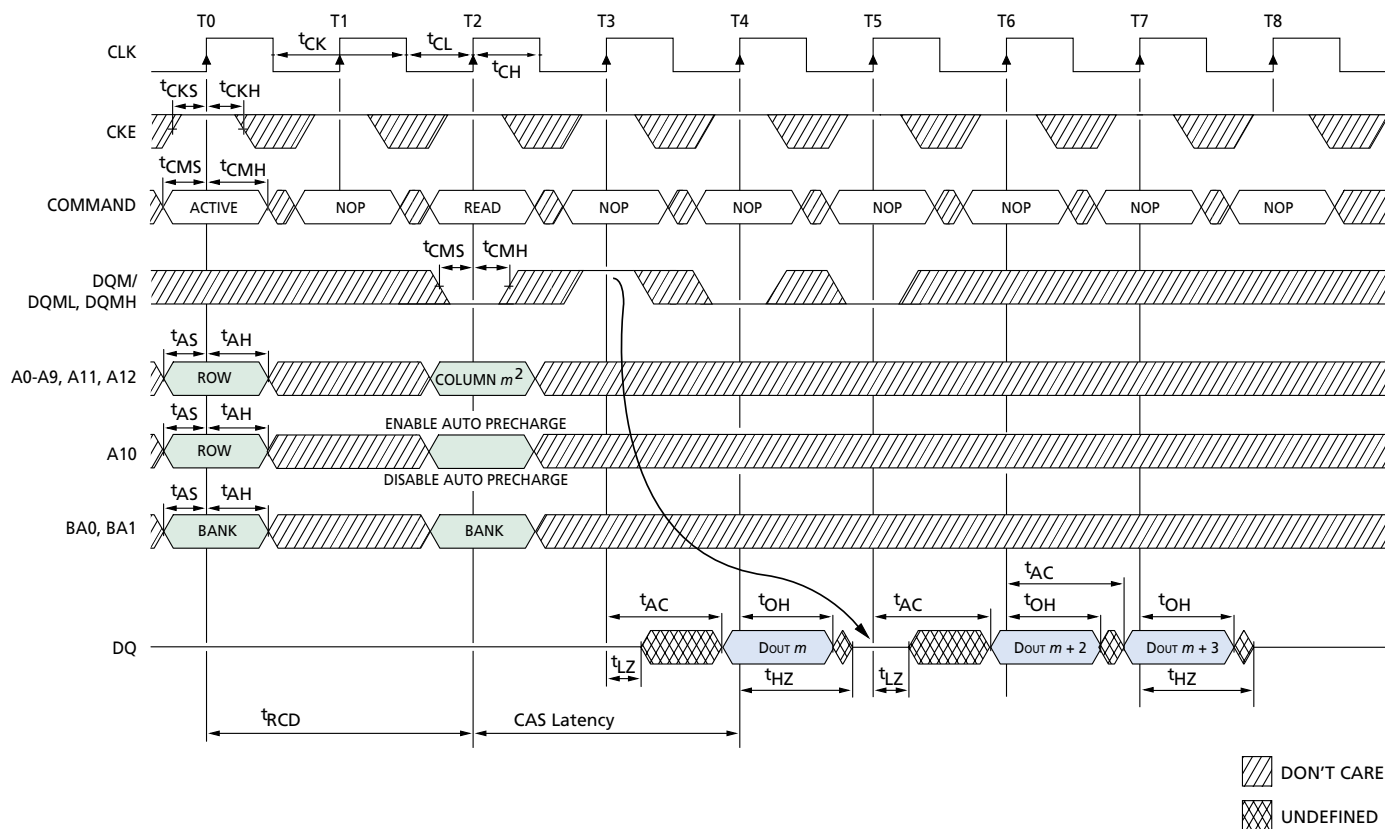 T0 T1 T2 T3 T4 T5 T6 T7 T8
CLK
tCK tCL
tCH
tCKS tCKH
CKE
tCMS tCMH
COMMAND
ACTIVE NOP READ NOP NOP NOP NOP NOP NOP
tCMS tCMH
DQM/
DQML, DQMH
tAS tAH
A0-A9, A11, A12
ROW COLUMN m2
tAS tAH
ENABLE AUTO PRECHARGE
A10
ROW
DISABLE AUTO PRECHARGE
tAS tAH
BA0, BA1
BANK BANK
tAC
tAC tOH tAC tOH tOH
DQ
DOUT m DOUT m + 2 DOUT m + 3
tLZ tHZ tLZ tHZ
tRCD CAS Latency
DON'T CARE
UNDEFINED